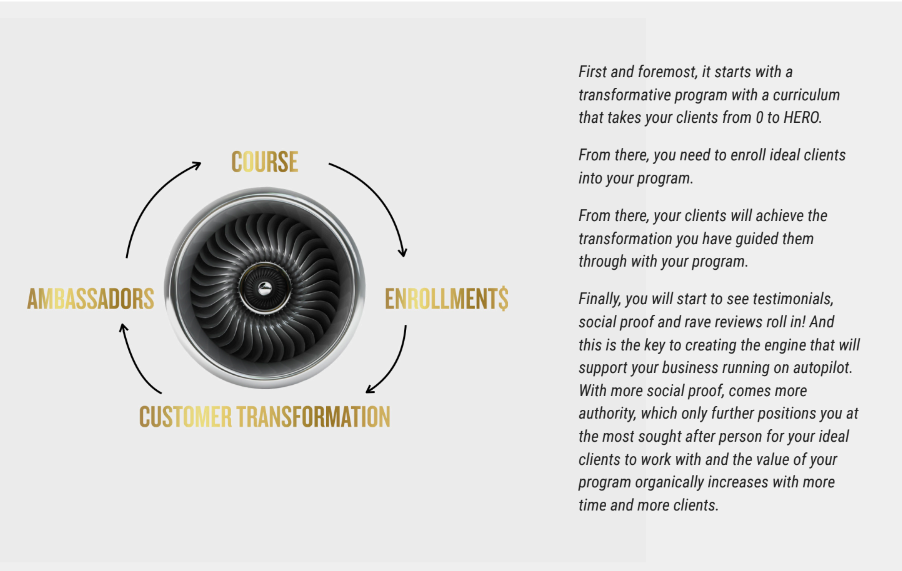 COURSE
AMBASSADORS
ENROLLMENT$
CUSTOMER TRANSFORMATION
First and foremost, it starts with a
transformative program with a curriculum
that takes your clients from 0 to HERO.
From there, you need to enroll ideal clients
into your program.
From there, your clients will achieve the
transformation you have guided them
through with your program.
Finally, you will start to see testimonials,
social proof and rave reviews roll in! And
this is the key to creating the engine that will
support your business running on autopilot.
With more social proof, comes more
authority, which only further positions you at
the most sought after person for your ideal
clients to work with and the value of your
program organically increases with more
time and more clients.